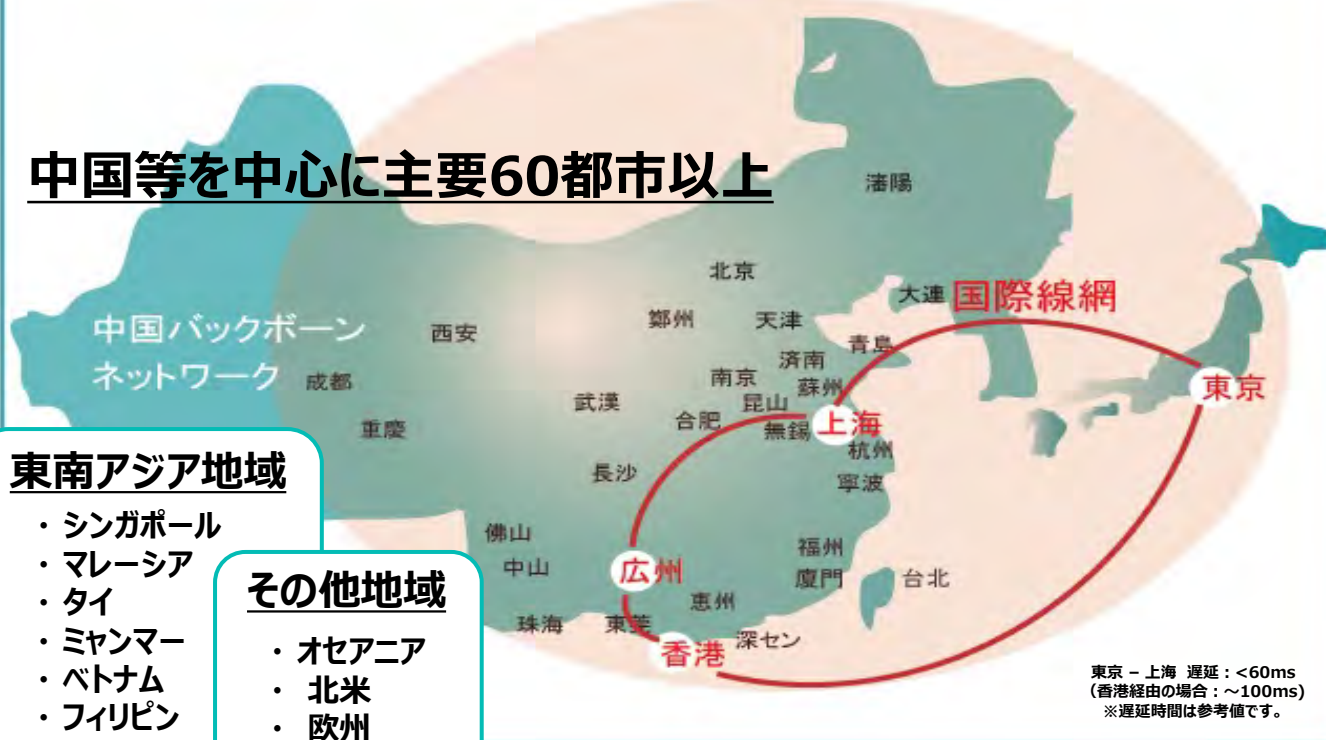 中国等を中心に主要60都市以上
瀋陽
北京
大連
国際線網
中国バックボーン
ネットワーク
西安
鄭州
天津
青島
済南
成都
南京
蘇州
東京
武漢
昆山
重慶
合肥
無錫
上海
杭州
長沙
寧波
佛山
福州
中山
広州
廈門
台北
恵州
珠海
東莞
深セン
香港
東南アジア地域
・シンガポール
・マレーシア
・タイ
・ミャンマー
・ベトナム
・フィリピン
その他地域
・オセアニア
・北米
・欧州
東京 – 上海 遅延：<60ms
（香港経由の場合：～100ms)
※遅延時間は参考値です。